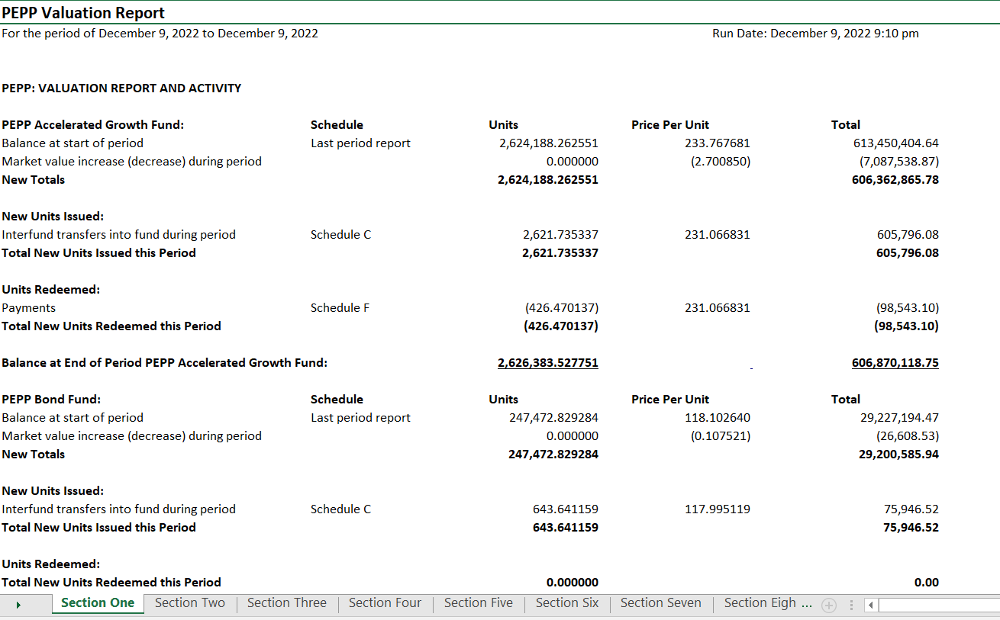 PEPP Valuation Report
For the period of December 9, 2022 to December 9, 2022 Run Date: December 9, 2022 9:10 pm
PEPP: VALUATION REPORT AND ACTIVITY
PEPP Accelerated Growth Fund: Schedule Units Price Per Unit Total
Balance at start of period Last period report 2,624,188.262551 233.767681 613,450,404.64
Market value increase (decrease) during period 0.000000 (2.700850) (7,087,538.87)
New Totals 2,624,188.262551 606,362,865.78
New Units Issued:
Interfund transfers into fund during period Schedule C 2,621.735337 231.066831 605,796.08
Total New Units Issued this Period 2,621.735337 605,796.08
Units Redeemed:
Payments Schedule F (426.470137) 231.066831 (98,543.10)
Total New Units Redeemed this Period (426.470137) (98,543.10)
Balance at End of Period PEPP Accelerated Growth Fund: 2,626,383.527751 606,870,118.75
PEPP Bond Fund: Schedule Units Price Per Unit Total
Balance at start of period Last period report 247,472.829284 118.102640 29,227,194.47
Market value increase (decrease) during period 0.000000 (0.107521) (26,608.53)
New Totals 247,472.829284 29,200,585.94
New Units Issued:
Interfund transfers into fund during period Schedule C 643.641159 117.995119 75,946.52
Total New Units Issued this Period 643.641159 75,946.52
Units Redeemed:
Total New Units Redeemed this Period 0.000000 0.00
Section One Section Two Section Three Section Four Section Five Section Six Section Seven Section Eigh ...